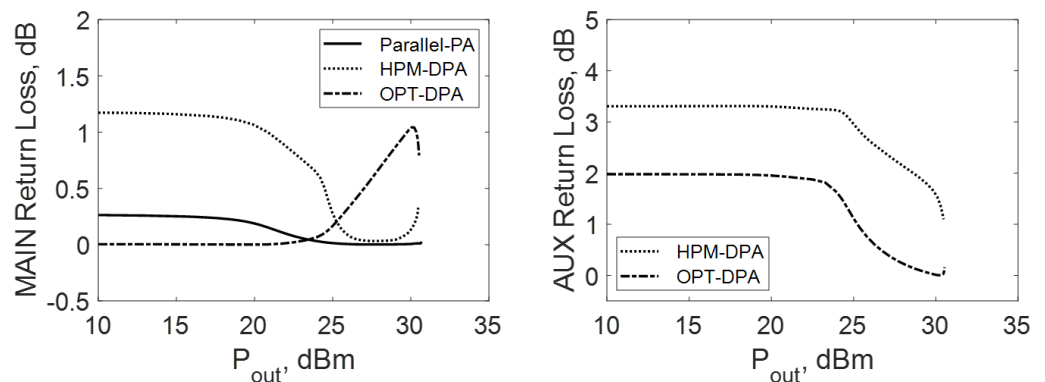 MAIN Return Loss, dB
2
1.5
1
0.5
0
-0.5
10
15
20
25
30
35
P_out, dBm
Parallel-PA
HPM-DPA
OPT-DPA
AUX Return Loss, dB
5
4
3
2
1
0
10
15
20
25
30
35
P_out, dBm
HPM-DPA
OPT-DPA